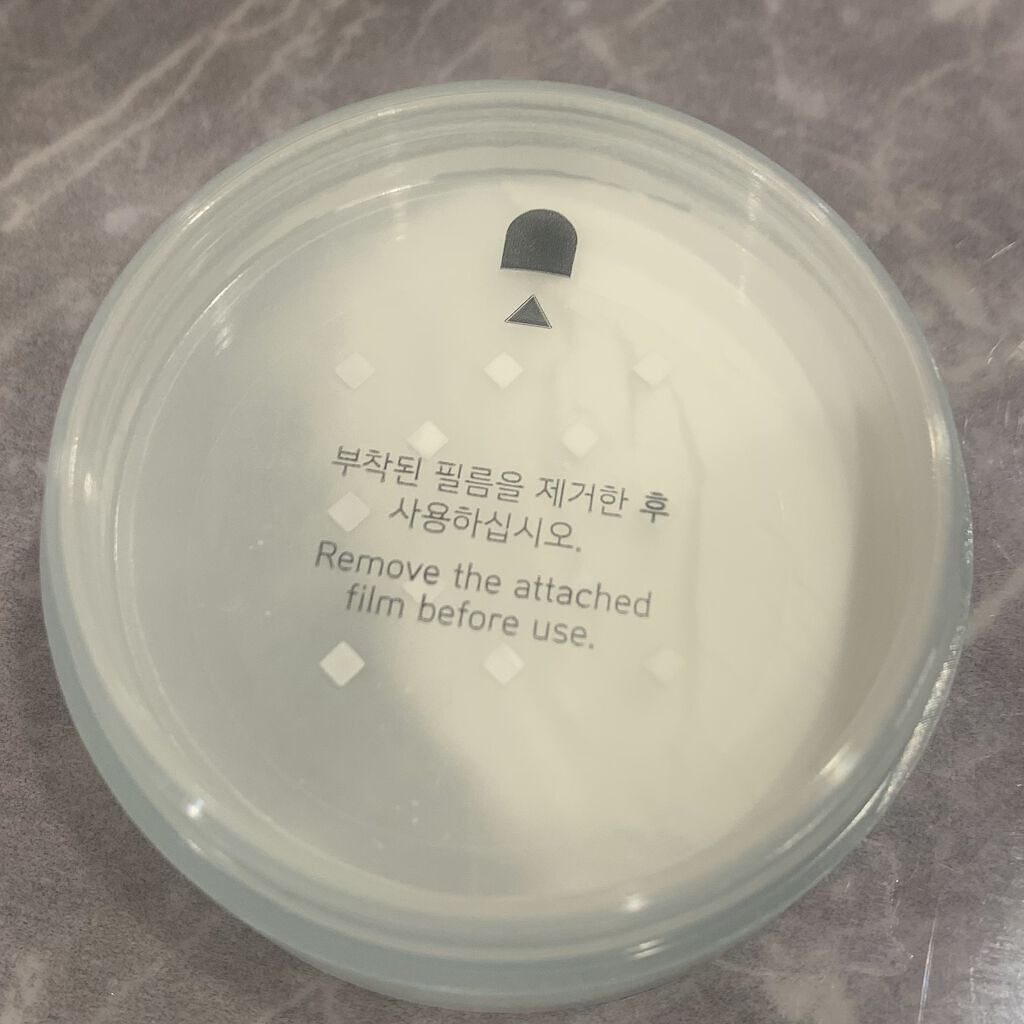 부착된 필름을 제거한 후
사용하십시오.
Remove the attached
film before use.